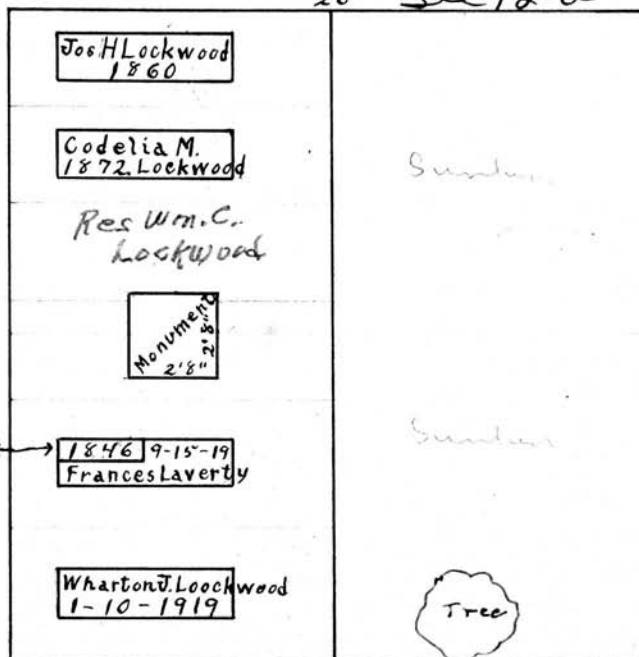 Jos H Lockwood
1860
Codelia M.
1872 Lockwood
Res Wm. C.
Lockwood
Monument
2'8"
2'8"
1846 9-15-19
Frances Laverty
Wharton J. Loockwood
1-10-1919
Tree